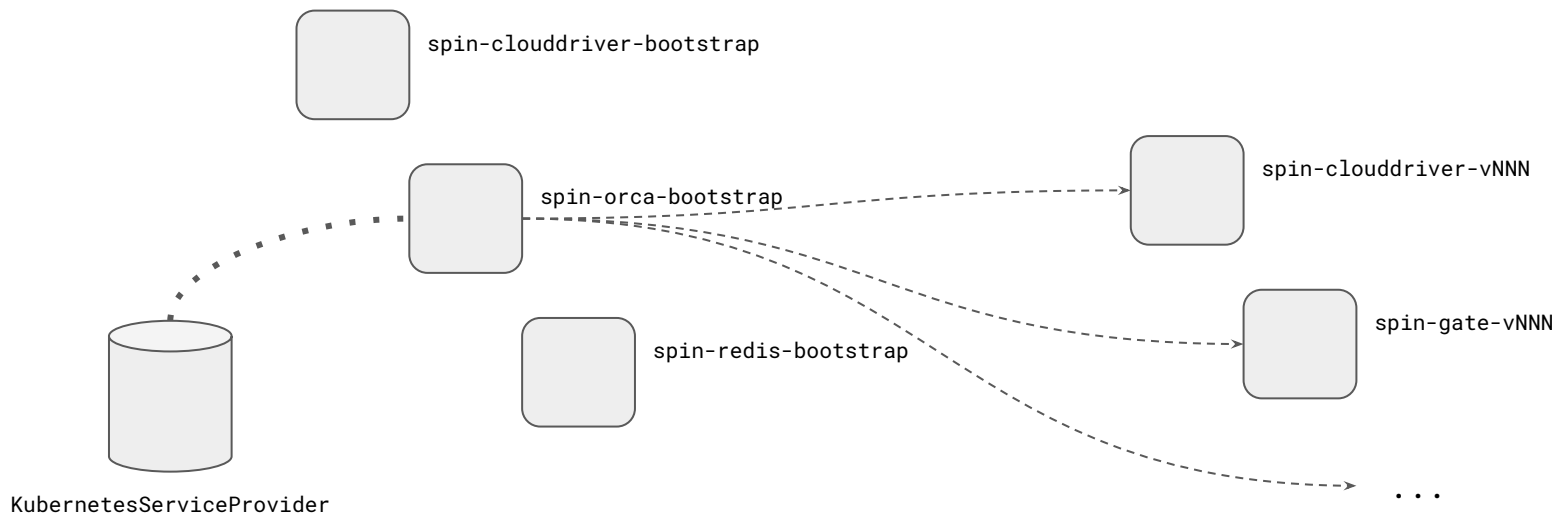 spin-clouddriver-bootstrap
spin-orca-bootstrap
spin-clouddriver-vNNN
spin-redis-bootstrap
spin-gate-vNNN
KubernetesServiceProvider
...